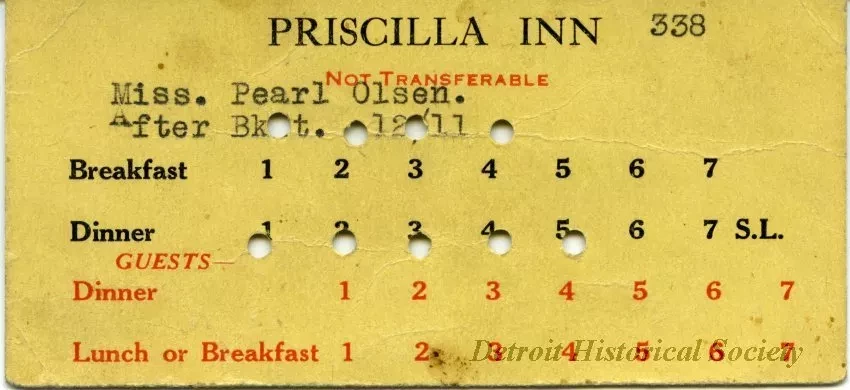 PRISCILLA INN 338
NOT TRANSFERABLE
Miss. Pearl Olsen.
After Bkt. 12/11
Breakfast 1 2 3 4 5 6 7
Dinner 1 2 3 4 5 6 7 S.L.
GUESTS—
Dinner 1 2 3 4 5 6 7
Lunch or Breakfast 1 2 3 4 5 6 7
Detroit Historical Society